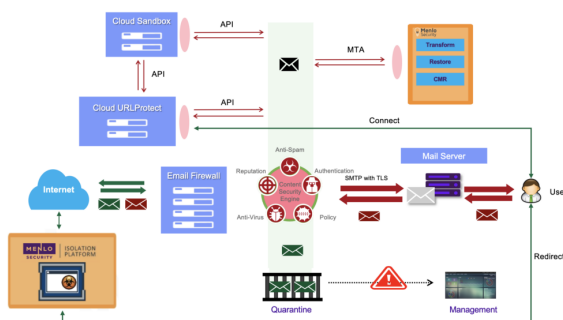 Cloud Sandbox
API
MTA
Menlo
Security
Transform
Restore
CMR
API
Cloud URLProtect
API
Connect
Anti-Spam
Email Firewall
Reputation
Authentication
Mail Server
SMTP with TLS
Content
Security
Engine
Internet
User
Anti-Virus
Policy
MENLO
SECURITY
ISOLATION
PLATFORM
Redirect
Quarantine
Management